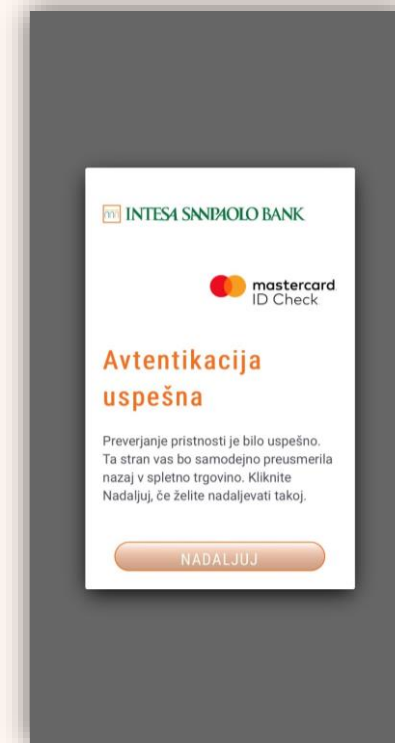 INTESA SANPAOLO BANK
mastercard
ID Check
Avtentikacija
uspešna
Preverjanje pristnosti je bilo uspešno.
Ta stran vas bo samodejno preusmerila
nazaj v spletno trgovino. Kliknite
Nadaljuj, če želite nadaljevati takoj.
NADALJUJ